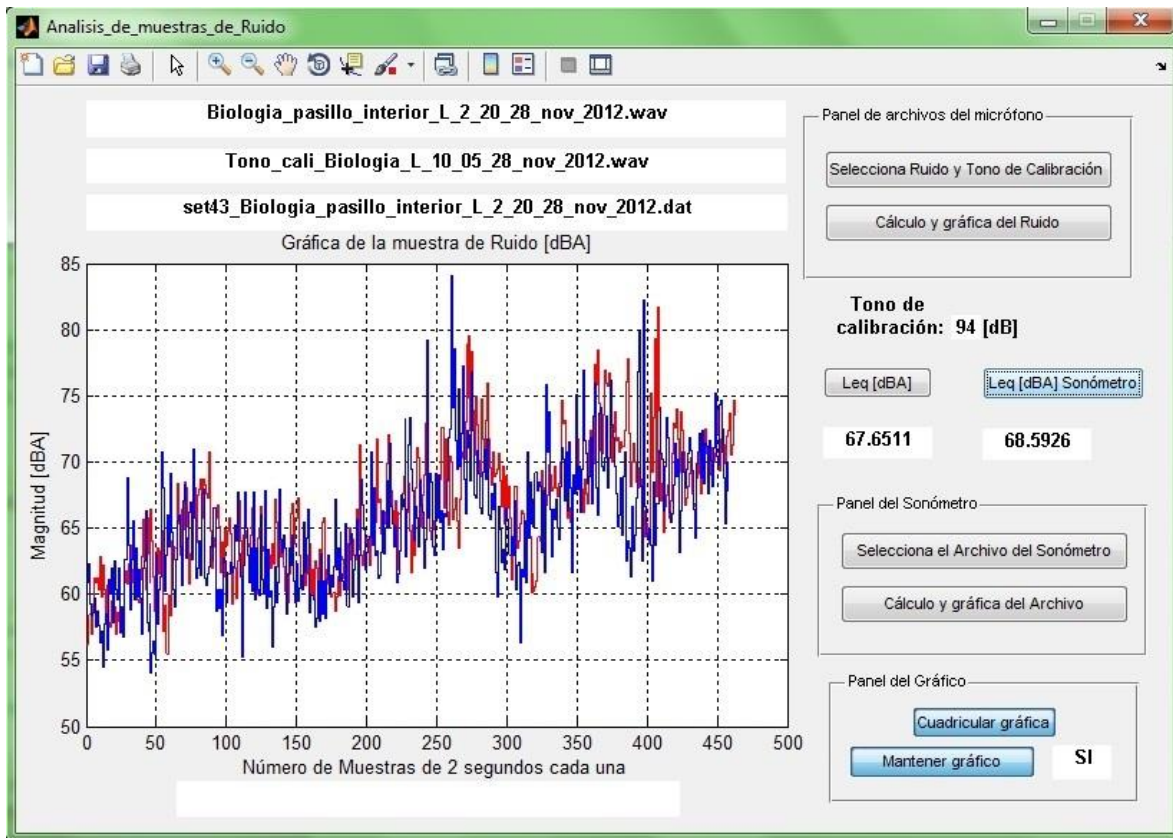 Analisis_de_muestras_de_Ruido
Biologia_pasillo_interior_L_2_20_28_nov_2012.wav
Tono_cali_Biologia_L_10_05_28_nov_2012.wav
set43_Biologia_pasillo_interior_L_2_20_28_nov_2012.dat
Gráfica de la muestra de Ruido [dBA]
85
80
75
70
65
60
55
50
Magnitud [dBA]
0 50 100 150 200 250 300 350 400 450 500
Número de Muestras de 2 segundos cada una
Panel de archivos del micrófono
Selecciona Ruido y Tono de Calibración
Cálculo y gráfica del Ruido
Tono de
calibración: 94 [dB]
Leq [dBA] Leq [dBA] Sonómetro
67.6511 68.5926
Panel del Sonómetro
Selecciona el Archivo del Sonómetro
Cálculo y gráfica del Archivo
Panel del Gráfico
Cuadricular gráfica
Mantener gráfico SI